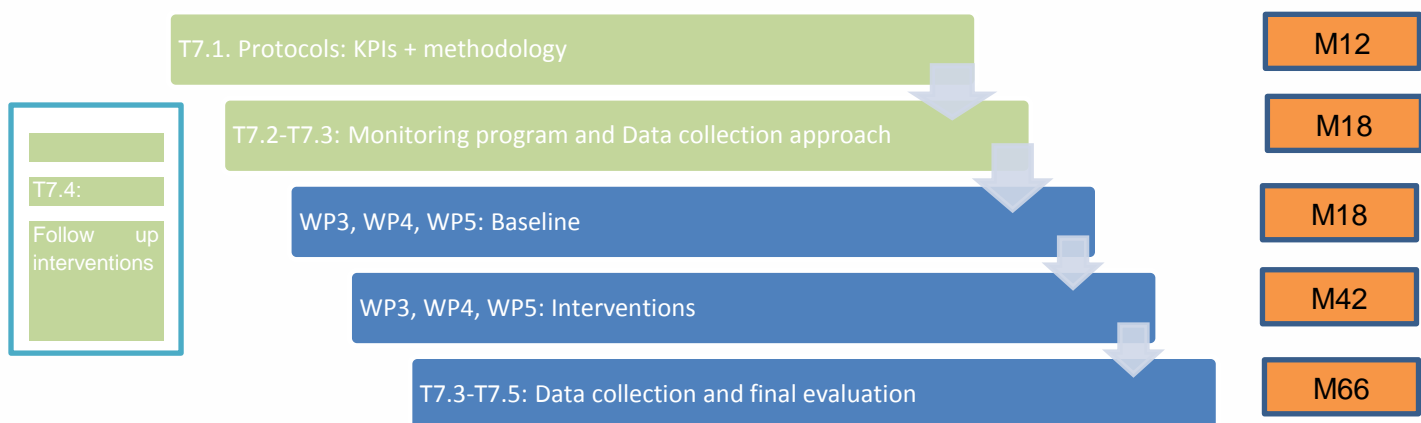 T7.1. Protocols: KPIs + methodology
M12
T7.2-T7.3: Monitoring program and Data collection approach
M18
T7.4:
Follow up
interventions
WP3, WP4, WP5: Baseline
M18
WP3, WP4, WP5: Interventions
M42
T7.3-T7.5: Data collection and final evaluation
M66